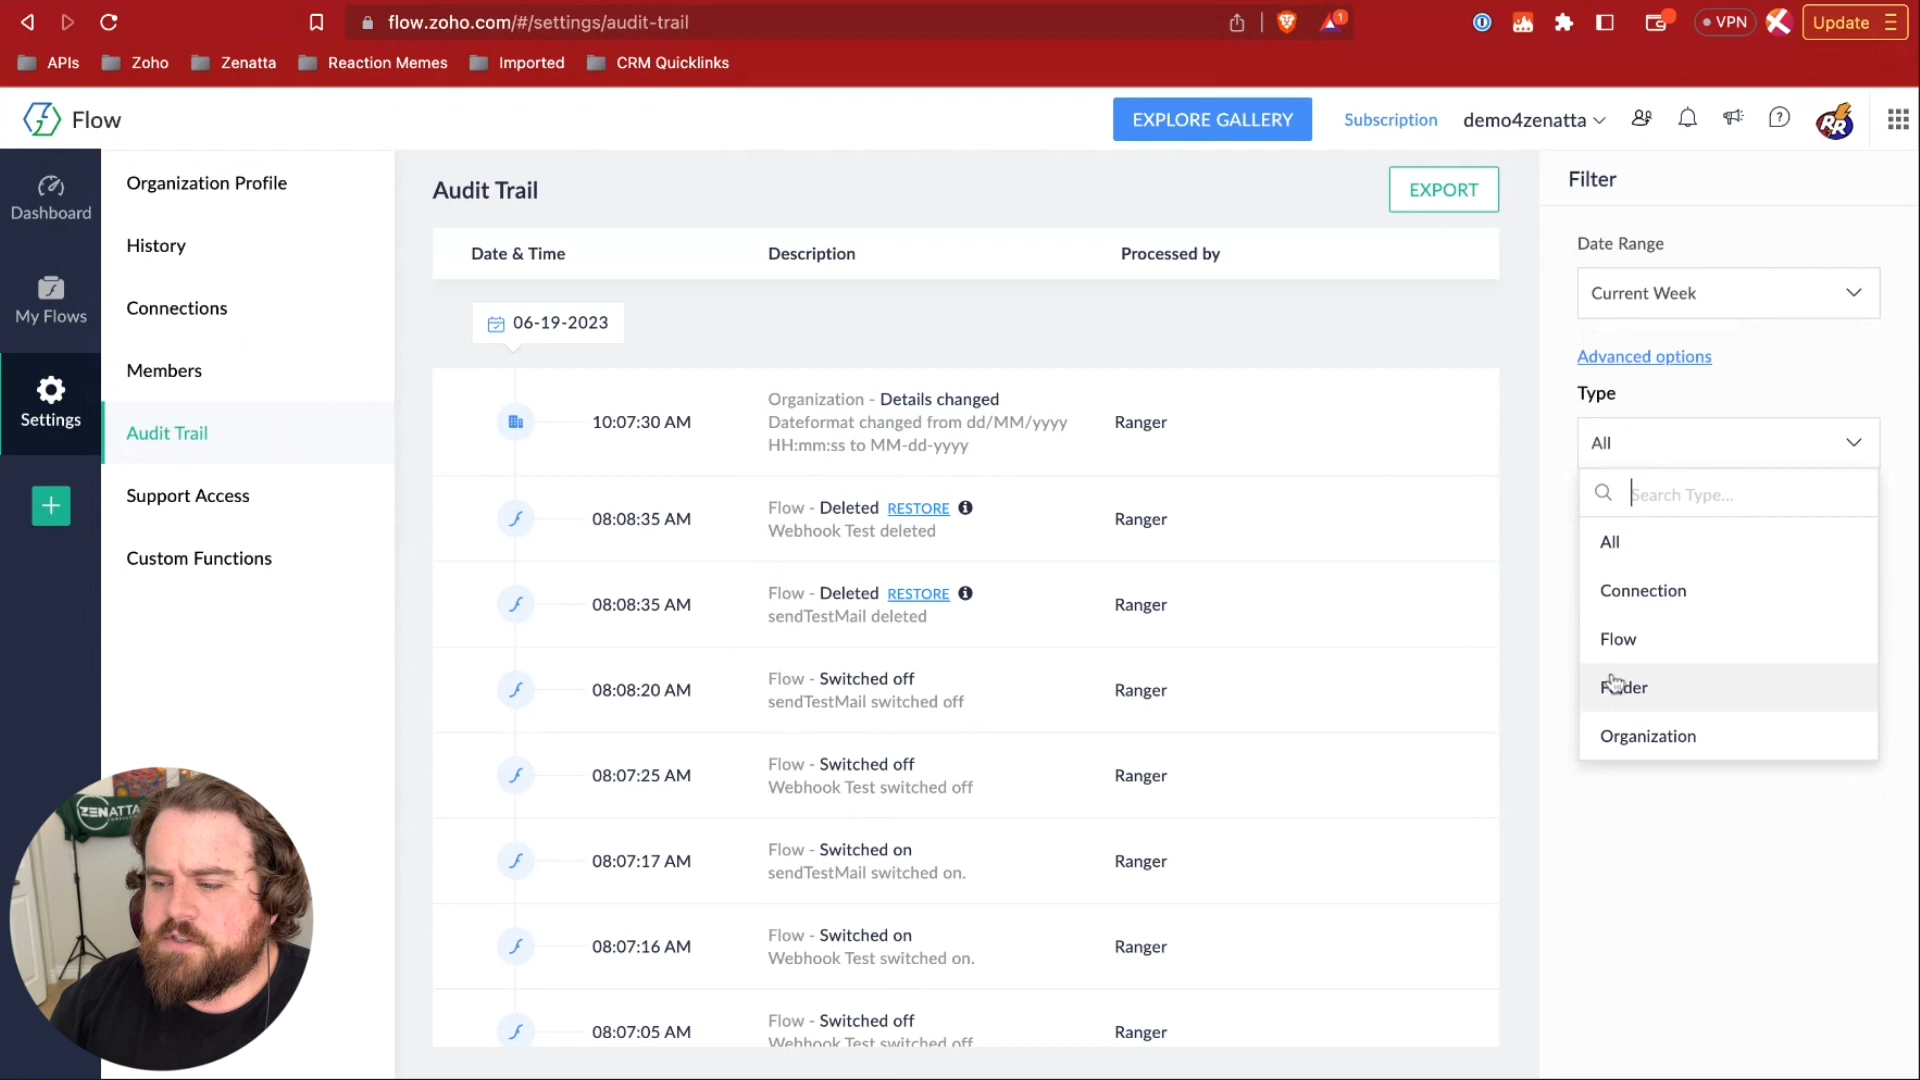 flow.zoho.com/#/settings/audit-trail
1
VPN
Update
APIs
Zoho
Zenatta
Reaction Memes
Imported
CRM Quicklinks
Flow
EXPLORE GALLERY
Subscription
demo4zenatta
RR
Dashboard
My Flows
Settings
Organization Profile
History
Connections
Members
Audit Trail
Support Access
Custom Functions
Audit Trail
EXPORT
Date & Time
Description
Processed by
06-19-2023
10:07:30 AM
Organization - Details changed
Dateformat changed from dd/MM/yyyy
HH:mm:ss to MM-dd-yyyy
Ranger
08:08:35 AM
Flow - Deleted RESTORE
Webhook Test deleted
Ranger
08:08:35 AM
Flow - Deleted RESTORE
sendTestMail deleted
Ranger
08:08:20 AM
Flow - Switched off
sendTestMail switched off
Ranger
08:07:25 AM
Flow - Switched off
Webhook Test switched off
Ranger
08:07:17 AM
Flow - Switched on
sendTestMail switched on.
Ranger
08:07:16 AM
Flow - Switched on
Webhook Test switched on.
Ranger
08:07:05 AM
Flow - Switched off
Webhook Test switched off
Ranger
Filter
Date Range
Current Week
Advanced options
Type
All
Search Type...
All
Connection
Flow
Folder
Organization
ZENATTA